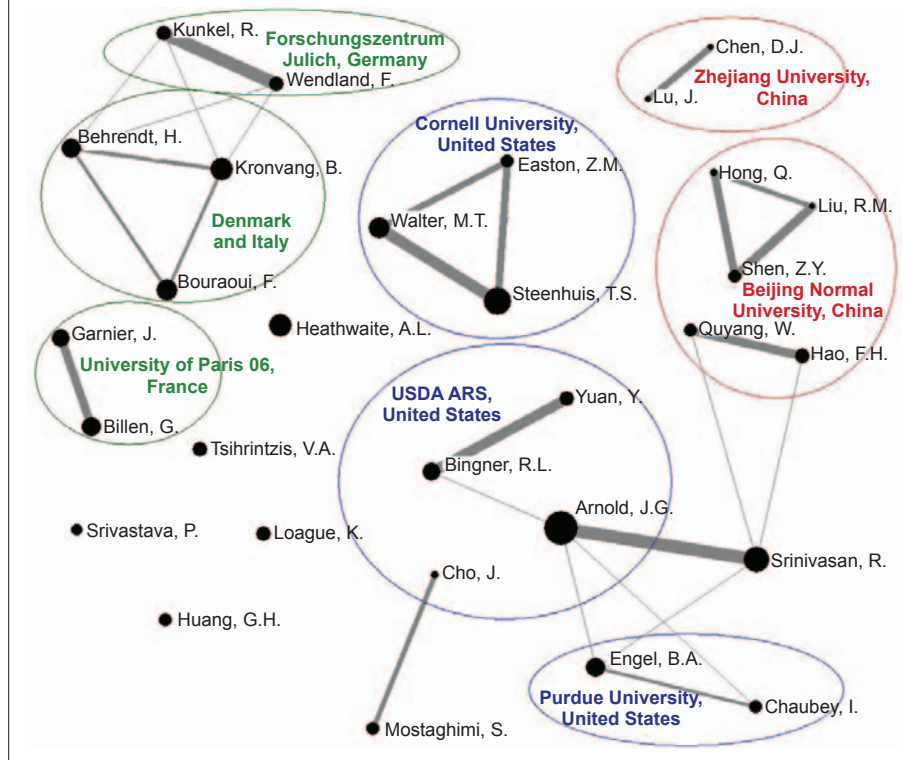 Kunkel, R.
Forschungszentrum
Julich, Germany
Wendland, F.
Chen, D.J.
Zhejiang University,
China
Lu, J.
Behrendt, H.
Kronvang, B.
Denmark
and Italy
Bouraoui, F.
Cornell University,
United States
Easton, Z.M.
Walter, M.T.
Steenhuis, T.S.
Hong, Q.
Liu, R.M.
Shen, Z.Y.
Beijing Normal
University, China
Quyang, W.
Hao, F.H.
Heathwaite, A.L.
Garnier, J.
University of Paris 06,
France
Billen, G.
Tsihrintzis, V.A.
USDA ARS,
United States
Yuan, Y.
Bingner, R.L.
Arnold, J.G.
Srinivasan, R.
Cho, J.
Srivastava, P.
Loague, K.
Huang, G.H.
Engel, B.A.
Purdue University,
United States
Chaubey, I.
Mostaghimi, S.